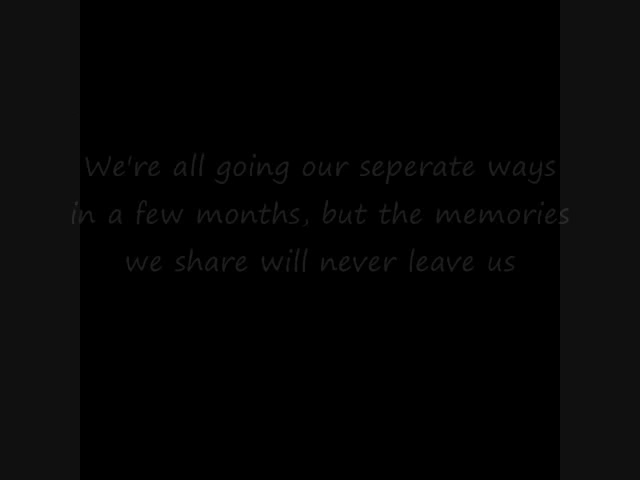 We're all going our seperate ways
in a few months, but the memories
we share will never leave us